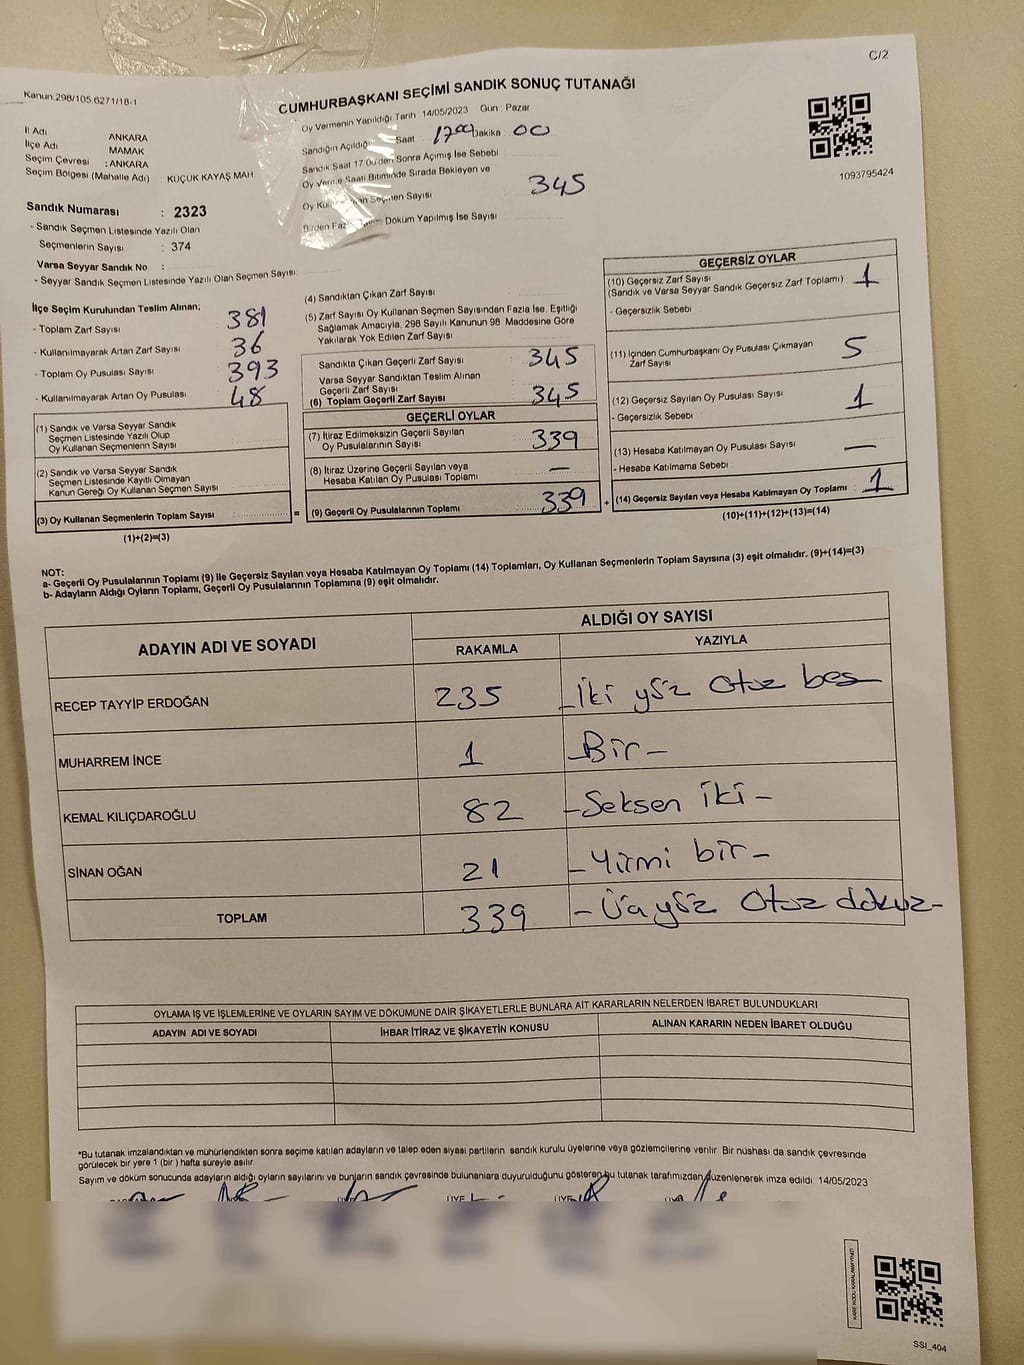 C/2
Kanun.298/105,6271/18-1
CUMHURBAŞKANI SEÇİMİ SANDIK SONUÇ TUTANAĞI
Oy Vermenin Yapıldığı Tarih : 14/05/2023 Gün : Pazar
İl Adı ANKARA
İlçe Adı MAMAK
Seçim Çevresi : ANKARA
Seçim Bölgesi (Mahalle Adı) KÜÇÜK KAYAŞ MAH
Sandığın Açıldığı Saat 17:00 Dakika 00
Sandık Saat 17.00'den Sonra Açılmış İse Sebebi
Oy Verme Saati Bitiminde Sırada Bekleyen ve
Oy Seçmen Sayısı 345
Birden Döküm Yapılmış İse Sayısı
1093795424
Sandık Numarası : 2323
- Sandık Seçmen Listesinde Yazılı Olan
Seçmenlerin Sayısı : 374
Varsa Seyyar Sandık No :
- Seyyar Sandık Seçmen Listesinde Yazılı Olan Seçmen Sayısı
İlçe Seçim Kurulundan Teslim Alınan;
- Toplam Zarf Sayısı 381
- Kullanılmayarak Artan Zarf Sayısı 36
- Toplam Oy Pusulası Sayısı 393
- Kullanılmayarak Artan Oy Pusulası 48
(1) Sandık ve Varsa Seyyar Sandık
Seçmen Listesinde Yazılı Olup
Oy Kullanan Seçmenlerin Sayısı
(2) Sandık ve Varsa Seyyar Sandık
Seçmen Listesinde Kayıtlı Olmayan
Kanun Gereği Oy Kullanan Seçmen Sayısı
(3) Oy Kullanan Seçmenlerin Toplam Sayısı
(1)+(2)=(3)
(4) Sandıktan Çıkan Zarf Sayısı
(5) Zarf Sayısı Oy Kullanan Seçmen Sayısından Fazla İse, Eşitliği
Sağlamak Amacıyla, 298 Sayılı Kanunun 98 Maddesine Göre
Yakılarak Yok Edilen Zarf Sayısı
Sandıkta Çıkan Geçerli Zarf Sayısı 345
Varsa Seyyar Sandıktan Teslim Alınan
Geçerli Zarf Sayısı
(6) Toplam Geçerli Zarf Sayısı 345
GEÇERLİ OYLAR
(7) İtiraz Edilmeksizin Geçerli Sayılan
Oy Pusulalarının Sayısı 339
(8) İtiraz Üzerine Geçerli Sayılan veya
Hesaba Katılan Oy Pusulası Toplamı —
= (9) Geçerli Oy Pusulalarının Toplamı 339
GEÇERSİZ OYLAR
(10) Geçersiz Zarf Sayısı
(Sandık ve Varsa Seyyar Sandık Geçersiz Zarf Toplamı) 1
- Geçersizlik Sebebi
(11) İçinden Cumhurbaşkanı Oy Pusulası Çıkmayan
Zarf Sayısı 5
(12) Geçersiz Sayılan Oy Pusulası Sayısı 1
- Geçersizlik Sebebi
(13) Hesaba Katılmayan Oy Pusulası Sayısı —
- Hesaba Katılmama Sebebi
+ (14) Geçersiz Sayılan veya Hesaba Katılmayan Oy Toplamı 1
(10)+(11)+(12)+(13)=(14)
NOT:
a- Geçerli Oy Pusulalarının Toplamı (9) ile Geçersiz Sayılan veya Hesaba Katılmayan Oy Toplamı (14) Toplamları, Oy Kullanan Seçmenlerin Toplam Sayısına (3) eşit olmalıdır. (9)+(14)=(3)
b- Adayların Aldığı Oyların Toplamı, Geçerli Oy Pusulalarının Toplamına (9) eşit olmalıdır.
ADAYIN ADI VE SOYADI
ALDIĞI OY SAYISI
RAKAMLA YAZIYLA
RECEP TAYYİP ERDOĞAN 235 -İki yüz otuz beş
MUHARREM İNCE 1 -Bir-
KEMAL KILIÇDAROĞLU 82 -Seksen iki-
SİNAN OĞAN 21 -Yirmi bir-
TOPLAM 339 -Üçyüz otuz dokuz-
OYLAMA İŞ VE İŞLEMLERİNE VE OYLARIN SAYIM VE DÖKÜMÜNE DAİR ŞİKAYETLERLE BUNLARA AİT KARARLARIN NELERDEN İBARET BULUNDUKLARI
ADAYIN ADI VE SOYADI İHBAR İTİRAZ VE ŞİKAYETİN KONUSU ALINAN KARARIN NEDEN İBARET OLDUĞU
*Bu tutanak imzalandıktan ve mühürlendikten sonra seçime katılan adayların ve talep eden siyasi partilerin sandık kurulu üyelerine veya gözlemcilerine verilir. Bir nüshası da sandık çevresinde
görülecek bir yere 1 (bir ) hafta süreyle asılır.
Sayım ve döküm sonucunda adayların aldığı oyların sayılarını ve bunların sandık çevresinde bulunanlara duyurulduğunu gösteren bu tutanak tarafımızdan düzenlenerek imza edildi. 14/05/2023
ÜYE ÜYE
KARE KODU KARALAMAYINIZ!
SSI_404